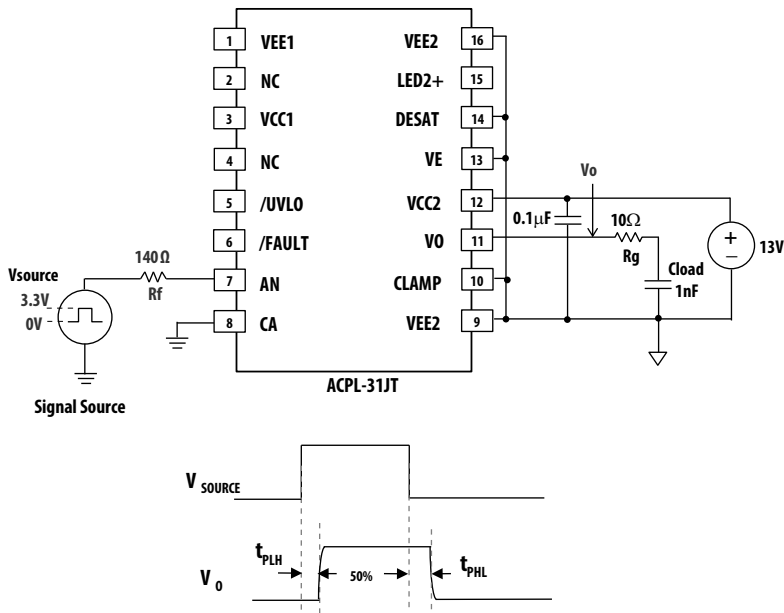 1 VEE1 VEE2 16
2 NC LED2+ 15
3 VCC1 DESAT 14
4 NC VE 13
Vo
5 /UVLO VCC2 12
0.1µF 10Ω
6 /FAULT VO 11
Rg
13V
140Ω
Rf
Vsource
3.3V
0V
7 AN CLAMP 10
Cload
1nF
8 CA VEE2 9
ACPL-31JT
Signal Source
V SOURCE
tPLH 50% tPHL
V O